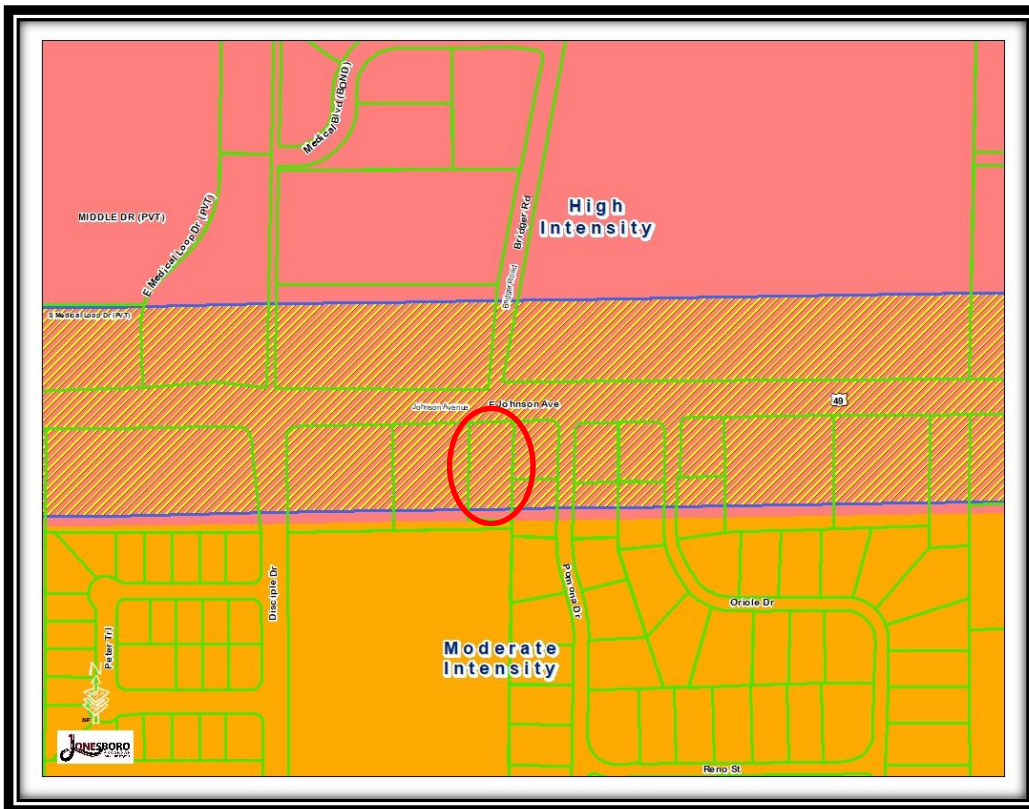 Medical Blvd (BOND)
MIDDLE DR (PVT)
E Medical Loop Dr (PVT)
Bridger Rd
High
Intensity
Bridger Road
E Medical Loop Dr (PVT)
Johnson Avenue
E Johnson Ave
49
Disciple Dr
Pomona Dr
Oriole Dr
Peter Trl
Moderate
Intensity
N
JONESBORO
Reno St